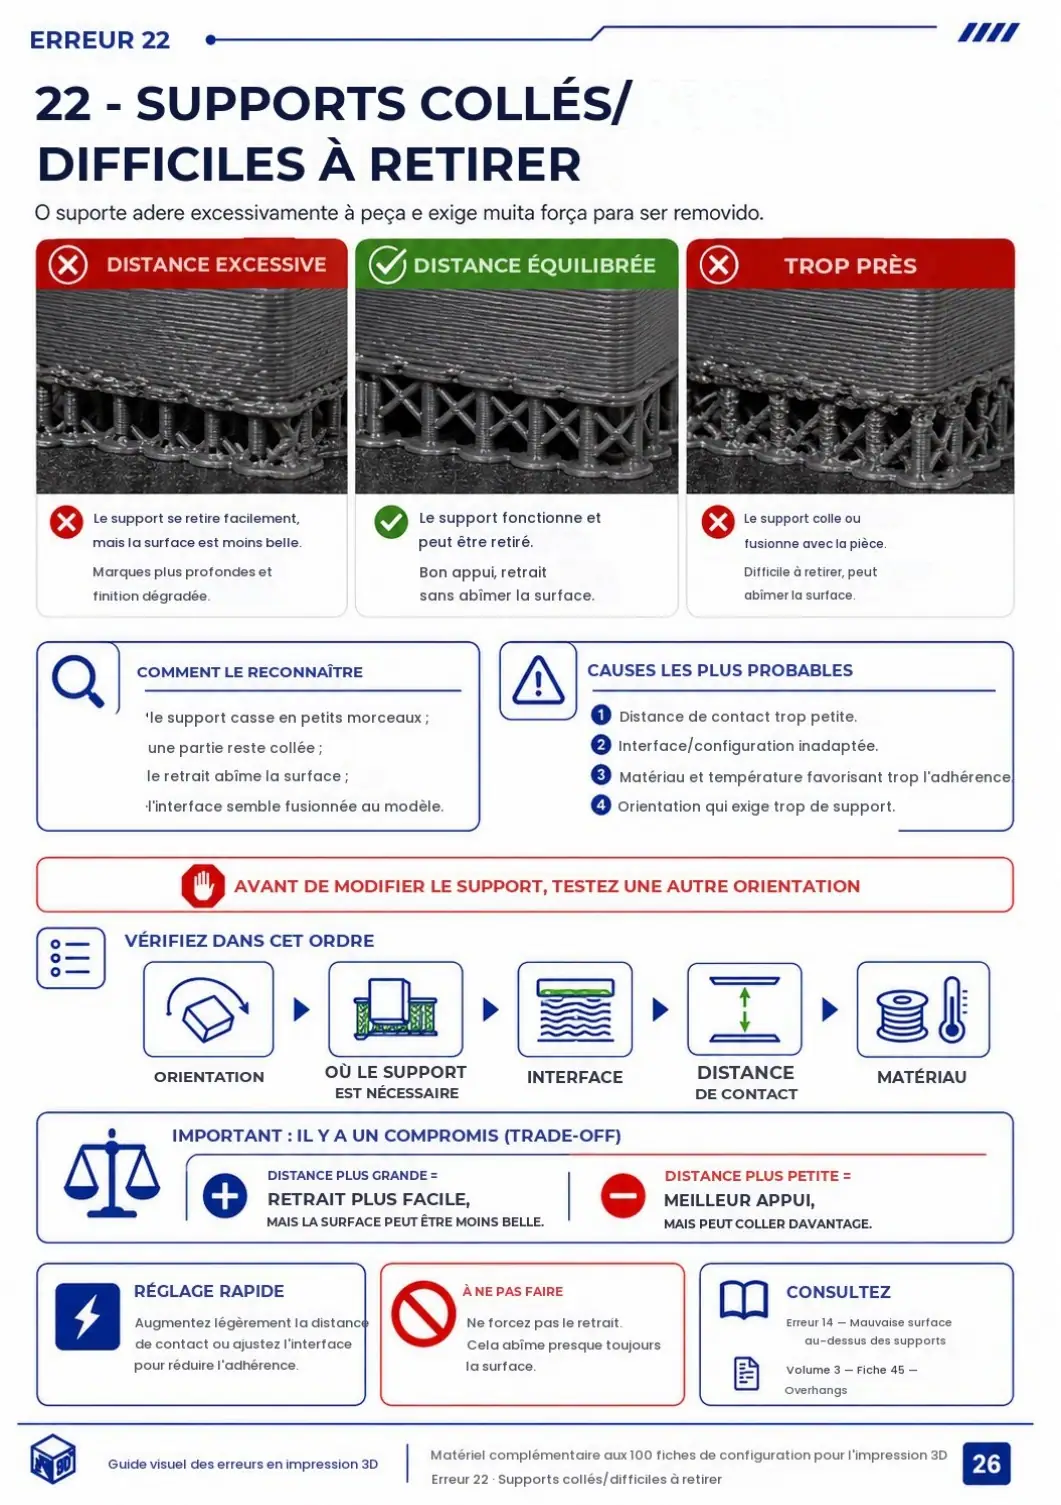 ERREUR 22
22 - SUPPORTS COLLÉS/
DIFFICILES À RETIRER
O suporte adere excessivamente à peça e exige muita força para ser removido.
DISTANCE EXCESSIVE
Le support se retire facilement,
mais la surface est moins belle.
Marques plus profondes et
finition dégradée.
DISTANCE ÉQUILIBRÉE
Le support fonctionne et
peut être retiré.
Bon appui, retrait
sans abîmer la surface.
TROP PRÈS
Le support colle ou
fusionne avec la pièce.
Difficile à retirer, peut
abîmer la surface.
COMMENT LE RECONNAÎTRE
'le support casse en petits morceaux ;
une partie reste collée ;
le retrait abîme la surface ;
·l'interface semble fusionnée au modèle.
CAUSES LES PLUS PROBABLES
1 Distance de contact trop petite.
2 Interface/configuration inadaptée.
3 Matériau et température favorisant trop l'adhérence.
4 Orientation qui exige trop de support.
AVANT DE MODIFIER LE SUPPORT, TESTEZ UNE AUTRE ORIENTATION
VÉRIFIEZ DANS CET ORDRE
ORIENTATION
OÙ LE SUPPORT
EST NÉCESSAIRE
INTERFACE
DISTANCE
DE CONTACT
MATÉRIAU
IMPORTANT : IL Y A UN COMPROMIS (TRADE-OFF)
DISTANCE PLUS GRANDE =
RETRAIT PLUS FACILE,
MAIS LA SURFACE PEUT ÊTRE MOINS BELLE.
DISTANCE PLUS PETITE =
MEILLEUR APPUI,
MAIS PEUT COLLER DAVANTAGE.
RÉGLAGE RAPIDE
Augmentez légèrement la distance
de contact ou ajustez l'interface
pour réduire l'adhérence.
À NE PAS FAIRE
Ne forcez pas le retrait.
Cela abîme presque toujours
la surface.
CONSULTEZ
Erreur 14 — Mauvaise surface
au-dessus des supports
Volume 3 — Fiche 45 —
Overhangs
Guide visuel des erreurs en impression 3D
Matériel complémentaire aux 100 fiches de configuration pour l'impression 3D
Erreur 22 · Supports collés/difficiles à retirer
26